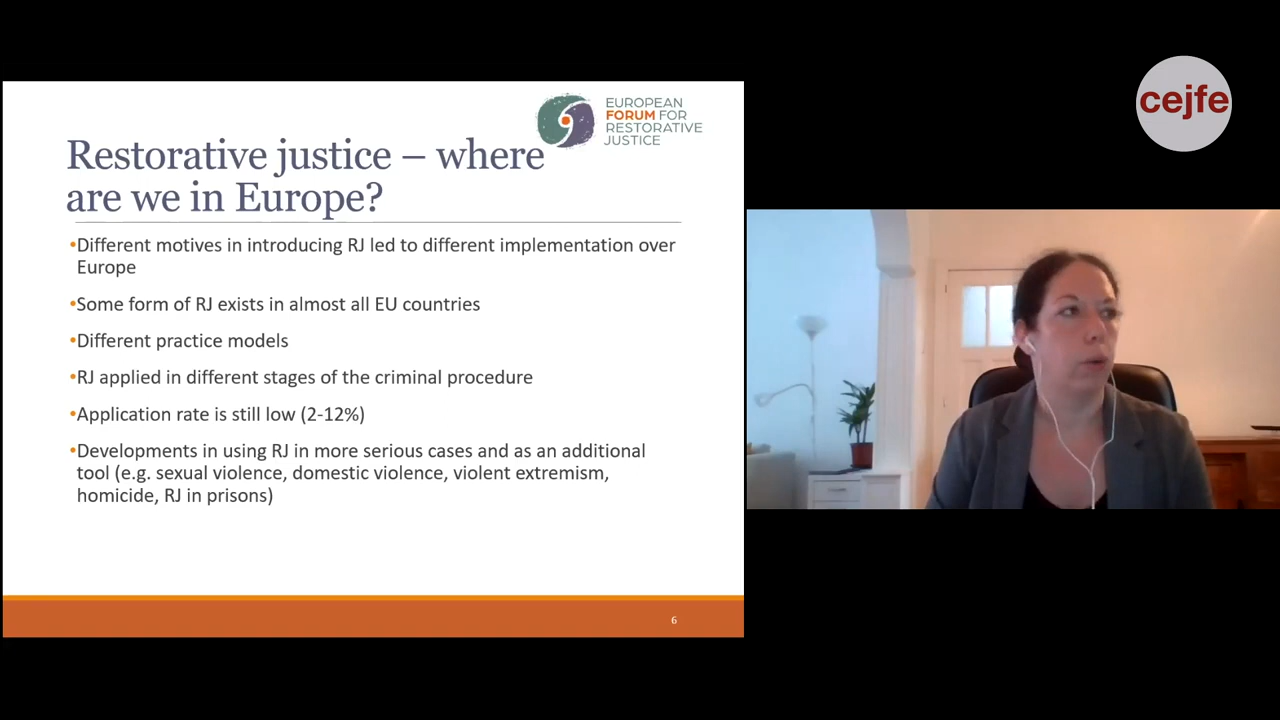 EUROPEAN
FORUM FOR
RESTORATIVE
JUSTICE
Restorative justice – where
are we in Europe?
•Different motives in introducing RJ led to different implementation over
Europe
•Some form of RJ exists in almost all EU countries
•Different practice models
•RJ applied in different stages of the criminal procedure
•Application rate is still low (2-12%)
•Developments in using RJ in more serious cases and as an additional
tool (e.g. sexual violence, domestic violence, violent extremism,
homicide, RJ in prisons)
6
cejfe